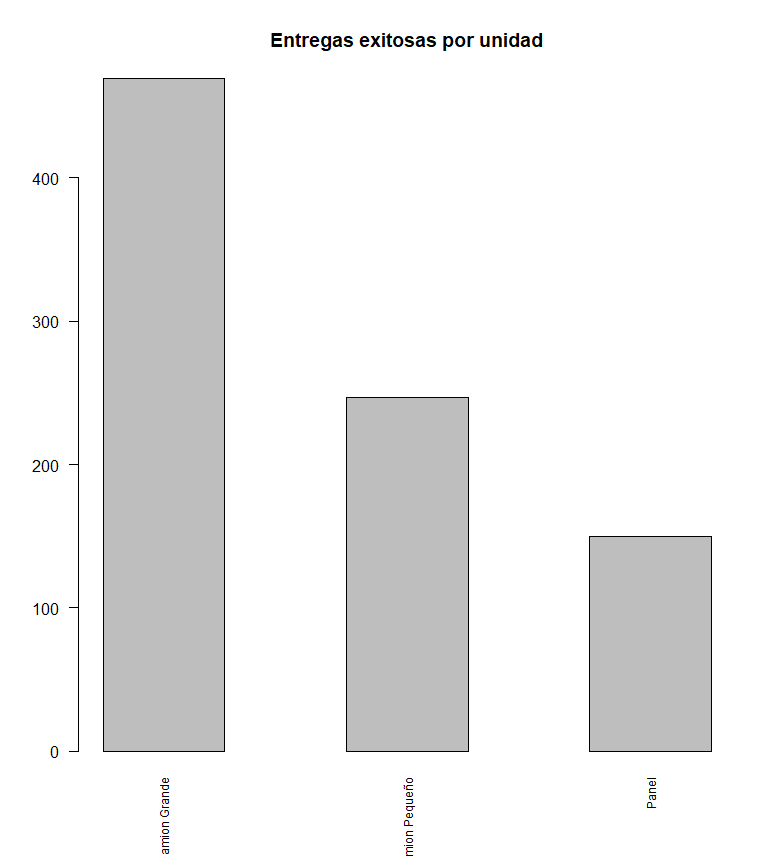 Entregas exitosas por unidad
400
300
200
100
0
amion Grande
mion Pequeño
Panel